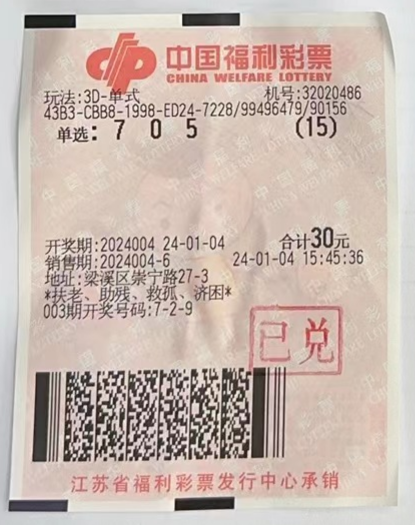 中国福利彩票
CHINA WELFARE LOTTERY
玩法:3D-单式 机号:32020486
43B3-CBB8-1998-ED24-7228/99496479/90156
单选: 7 0 5 (15)
开奖期:2024004 24-01-04 合计30元
销售期:2024004-6 24-01-04 15:45:36
地址:梁溪区崇宁路27-3
*扶老、助残、救孤、济困*
003期开奖号码:7-2-9
已兑
江苏省福利彩票发行中心承销